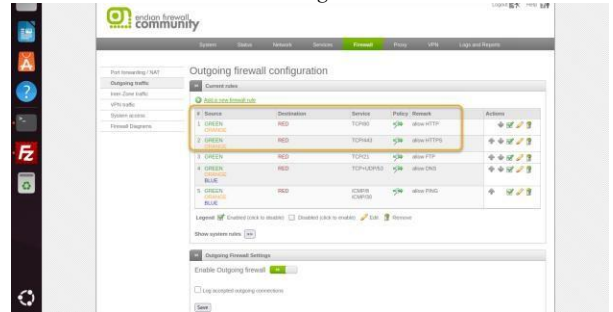 Logout Help
endian firewall
community
System Status Network Services Firewall Proxy VPN Logs and Reports
Port forwarding / NAT
Outgoing traffic
Inter-Zone traffic
VPN traffic
System access
Firewall Diagrams
Outgoing firewall configuration
Current rules
Add a new firewall rule
# Source Destination Service Policy Remark Actions
1 GREEN RED TCP/80 allow HTTP
ORANGE
2 GREEN RED TCP/443 allow HTTPS
ORANGE
3 GREEN RED TCP/21 allow FTP
4 GREEN RED TCP+UDP/53 allow DNS
ORANGE
BLUE
5 GREEN RED ICMP/8 allow PING
ORANGE ICMP/30
BLUE
Legend Enabled (click to disable) Disabled (click to enable) Edit Remove
Show system rules >>
Outgoing Firewall Settings
Enable Outgoing firewall
Log accepted outgoing connections
Save